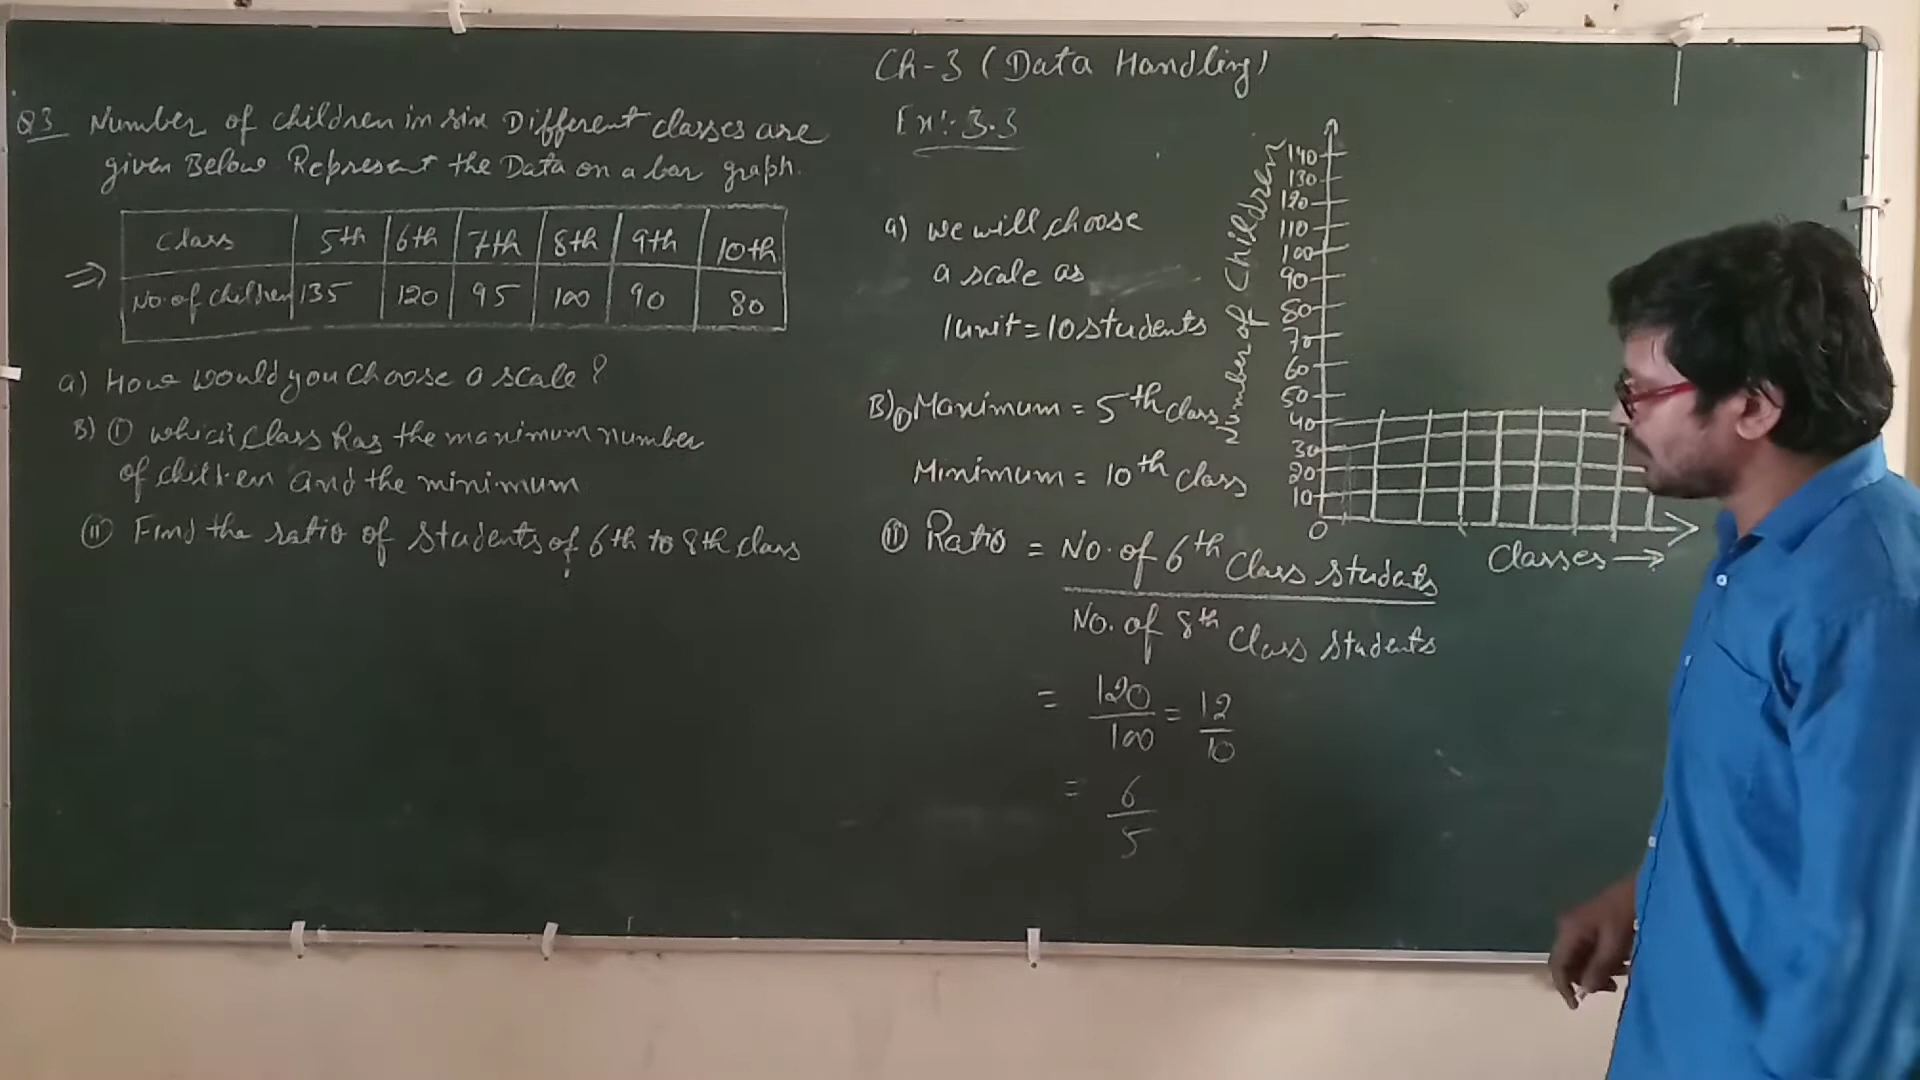 Ch-3 (Data Handling)
Ex:- 3.3
Q3 Number of children in six Different classes are
given Below Represent the Data on a bar graph.
Class 5th 6th 7th 8th 9th 10th
⇒ No. of children 135 120 95 100 90 80
a) How would you choose a scale?
B) (i) which class has the maximum number
of children and the minimum
(ii) Find the ratio of students of 6th to 8th class
a) we will choose
a scale as
1 unit = 10 students
B) (i) Maximum = 5th class
Minimum = 10th class
(ii) Ratio = No. of 6th Class students
No. of 8th Class students
= 120/100 = 12/10
= 6/5
Number of Children
140
130
120
110
100
90
80
70
60
50
40
30
20
10
0
Classes →